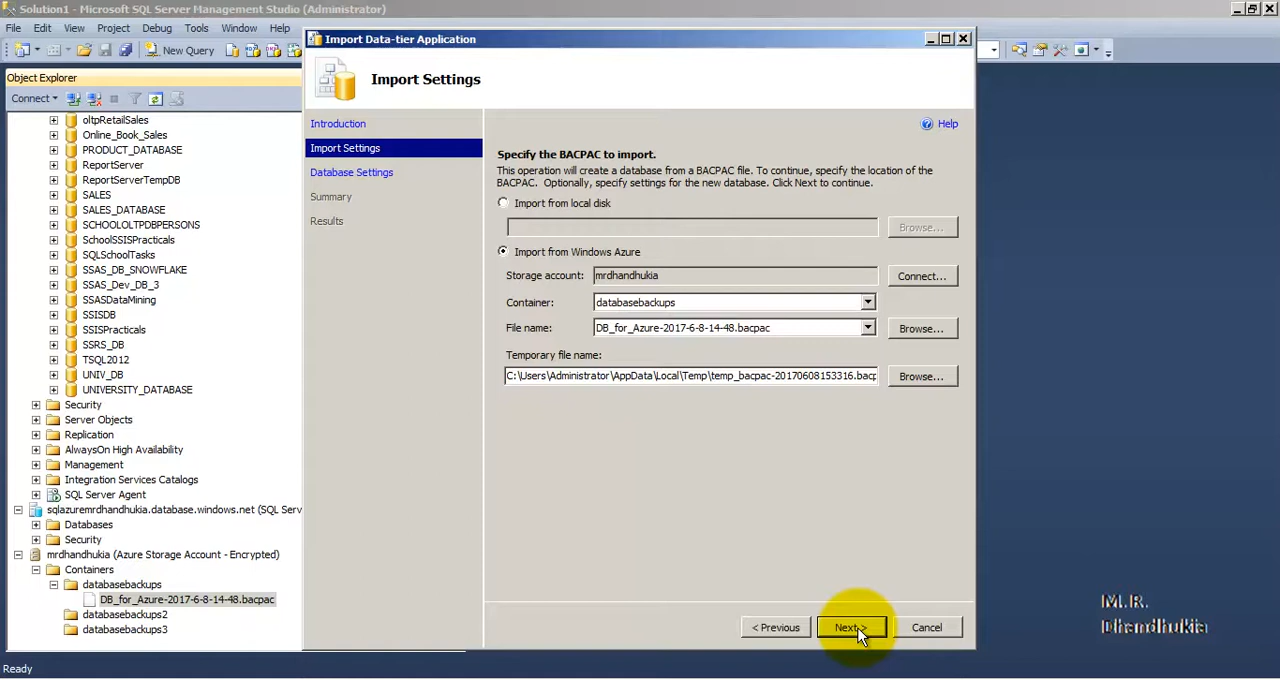 Solution1 - Microsoft SQL Server Management Studio (Administrator)
File Edit View Project Debug Tools Window Help
New Query
Object Explorer
Connect
oltpRetailSales
Online_Book_Sales
PRODUCT_DATABASE
ReportServer
ReportServerTempDB
SALES
SALES_DATABASE
SCHOOLOLTPDBPERSONS
SchoolSSISPracticals
SQLSchoolTasks
SSAS_DB_SNOWFLAKE
SSAS_Dev_DB_3
SSASDataMining
SSISDB
SSISPracticals
SSRS_DB
TSQL2012
UNIV_DB
UNIVERSITY_DATABASE
Security
Server Objects
Replication
AlwaysOn High Availability
Management
Integration Services Catalogs
SQL Server Agent
sqlazuremrdhandhukia.database.windows.net (SQL Serv
Databases
Security
mrdhandhukia (Azure Storage Account - Encrypted)
Containers
databasebackups
DB_for_Azure-2017-6-8-14-48.bacpac
databasebackups2
databasebackups3
Ready
Import Data-tier Application
Import Settings
Introduction
Import Settings
Database Settings
Summary
Results
Help
Specify the BACPAC to import.
This operation will create a database from a BACPAC file. To continue, specify the location of the
BACPAC. Optionally, specify settings for the new database. Click Next to continue.
Import from local disk
Browse...
Import from Windows Azure
Storage account: mrdhandhukia Connect...
Container: databasebackups
File name: DB_for_Azure-2017-6-8-14-48.bacpac Browse...
Temporary file name:
C:\Users\Administrator\AppData\Local\Temp\temp_bacpac-20170608153316.bacp Browse...
< Previous Next > Cancel
M.R.
Dhandhukia